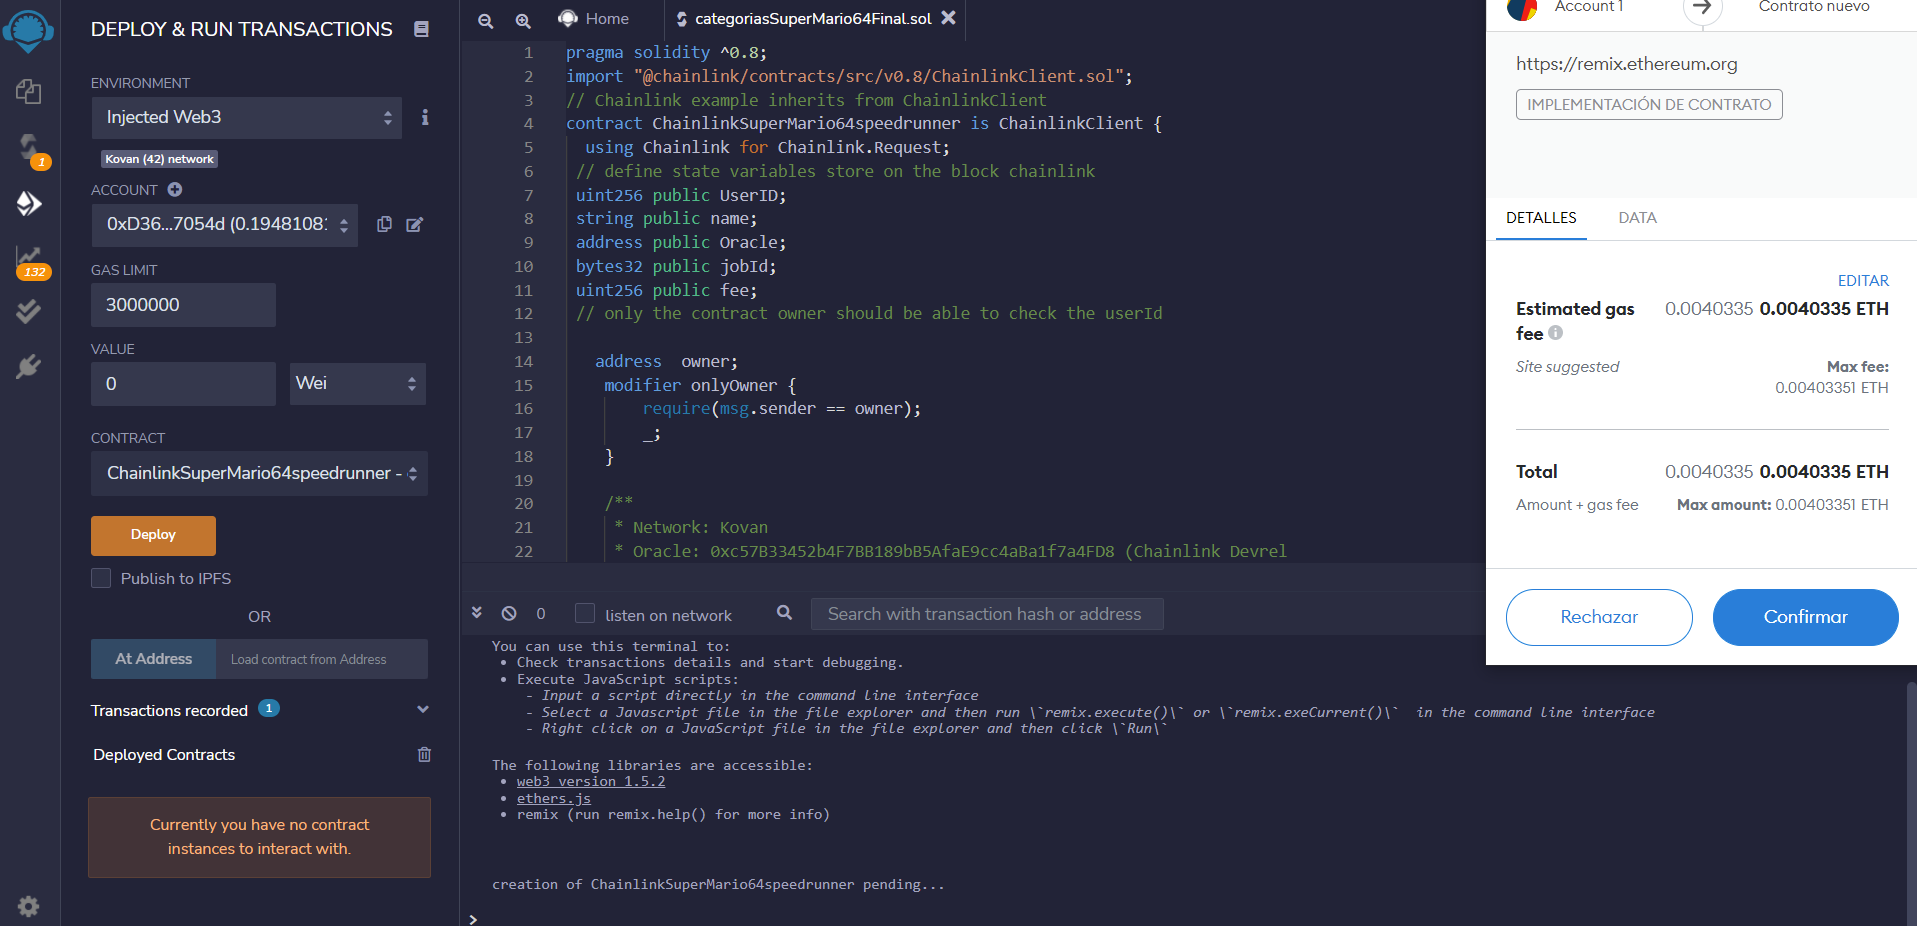 DEPLOY & RUN TRANSACTIONS
ENVIRONMENT
Injected Web3
Kovan (42) network
ACCOUNT
0xD36...7054d (0.19481081
GAS LIMIT
3000000
VALUE
0
Wei
CONTRACT
ChainlinkSuperMario64speedrunner -
Deploy
Publish to IPFS
OR
At Address
Load contract from Address
Transactions recorded
1
Deployed Contracts
Currently you have no contract
instances to interact with.
1
132
Home
categoriasSuperMario64Final.sol
1 pragma solidity ^0.8;
2 import "@chainlink/contracts/src/v0.8/ChainlinkClient.sol";
3 // Chainlink example inherits from ChainlinkClient
4 contract ChainlinkSuperMario64speedrunner is ChainlinkClient {
5 using Chainlink for Chainlink.Request;
6 // define state variables store on the block chainlink
7 uint256 public UserID;
8 string public name;
9 address public Oracle;
10 bytes32 public jobId;
11 uint256 public fee;
12 // only the contract owner should be able to check the userId
13
14 address  owner;
15 modifier onlyOwner {
16 require(msg.sender == owner);
17 _;
18 }
19
20 /**
21 * Network: Kovan
22 * Oracle: 0xc57B33452b4F7BB189bB5AfaE9cc4aBa1f7a4FD8 (Chainlink Devrel
0
listen on network
Search with transaction hash or address
You can use this terminal to:
• Check transactions details and start debugging.
• Execute JavaScript scripts:
- Input a script directly in the command line interface
- Select a Javascript file in the file explorer and then run \`remix.execute()\` or \`remix.exeCurrent()\`  in the command line interface
- Right click on a JavaScript file in the file explorer and then click \`Run\`
The following libraries are accessible:
• web3 version 1.5.2
• ethers.js
• remix (run remix.help() for more info)
creation of ChainlinkSuperMario64speedrunner pending...
>
Account 1
Contrato nuevo
https://remix.ethereum.org
IMPLEMENTACIÓN DE CONTRATO
DETALLES
DATA
EDITAR
Estimated gas 0.0040335 0.0040335 ETH
fee
Site suggested
Max fee:
0.00403351 ETH
Total 0.0040335 0.0040335 ETH
Amount + gas fee Max amount: 0.00403351 ETH
Rechazar
Confirmar